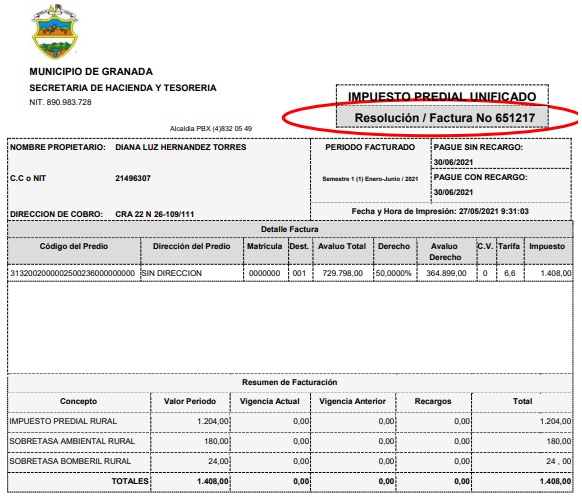 MUNICIPIO DE GRANADA
SECRETARIA DE HACIENDA Y TESORERIA
NIT. 890.983.728
Alcaldia PBX (4)832 05 49
IMPUESTO PREDIAL UNIFICADO
Resolución / Factura No 651217
NOMBRE PROPIETARIO: DIANA LUZ HERNANDEZ TORRES
C.C o NIT 21496307
DIRECCION DE COBRO: CRA 22 N 26-109/111
PERIODO FACTURADO
Semestre 1 (1) Enero-Junio / 2021
PAGUE SIN RECARGO:
30/06/2021
PAGUE CON RECARGO:
30/06/2021
Fecha y Hora de Impresión: 27/05/2021 9:31:03
Detalle Factura
Código del Predio Dirección del Predio Matricula Dest. Avaluo Total Derecho Avaluo Derecho C.V. Tarifa Impuesto
3132002000002500236000000000 SIN DIRECCION 0000000 001 729.798,00 50,0000% 364.899,00 0 6,6 1.408,00
Resumen de Facturación
Concepto Valor Periodo Vigencia Actual Vigencia Anterior Recargos Total
IMPUESTO PREDIAL RURAL 1.204,00 0,00 0,00 0,00 1.204,00
SOBRETASA AMBIENTAL RURAL 180,00 0,00 0,00 0,00 180,00
SOBRETASA BOMBERIL RURAL 24,00 0,00 0,00 0,00 24 , 00
TOTALES 1.408,00 0,00 0,00 0,00 1.408,00